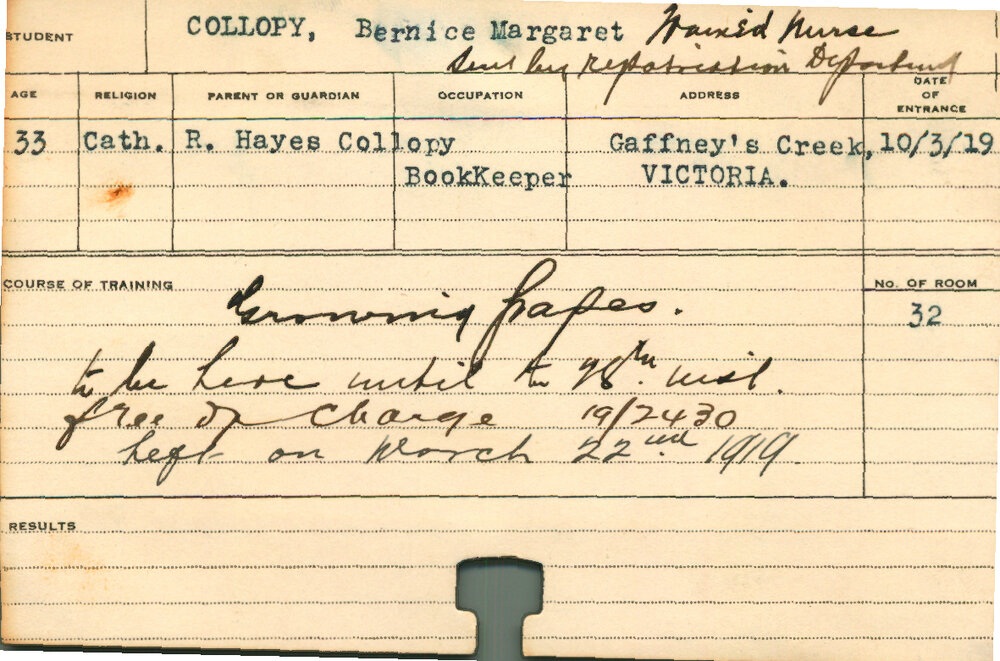 STUDENT COLLOPY, Bernice Margaret Trained Nurse
Sent by repatriation Department
AGE RELIGION PARENT OR GUARDIAN OCCUPATION ADDRESS DATE OF ENTRANCE
33 Cath. R. Hayes Collopy Gaffney's Creek, 10/3/19
BookKeeper VICTORIA.
COURSE OF TRAINING No. OF ROOM
Growing grapes. 32
to be here until the 28th. inst.
free of charge 19/2430
Left on March 22nd 1919.
RESULTS